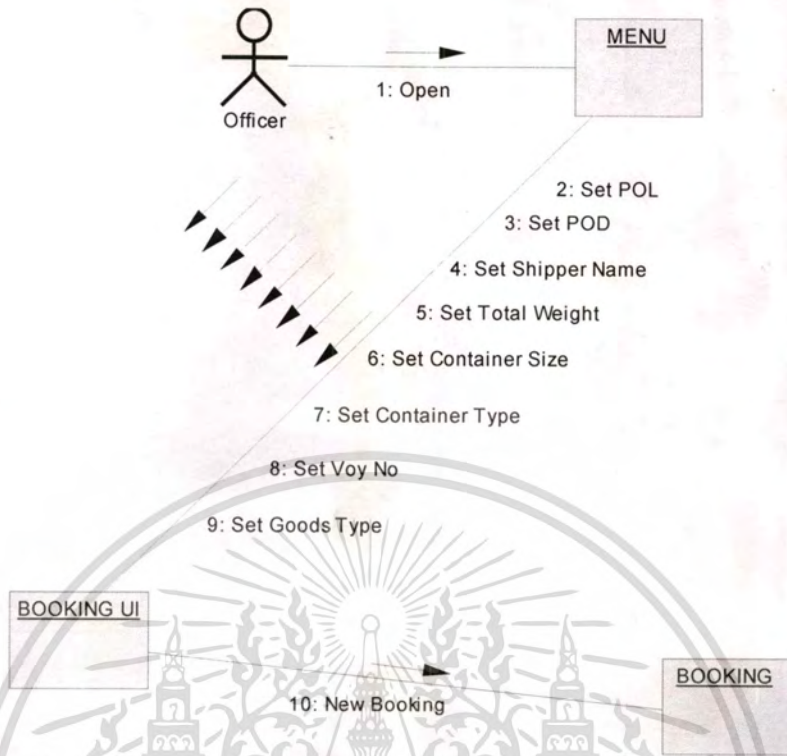 MENU
1: Open
Officer
2: Set POL
3: Set POD
4: Set Shipper Name
5: Set Total Weight
6: Set Container Size
7: Set Container Type
8: Set Voy No
9: Set Goods Type
BOOKING UI
BOOKING
10: New Booking